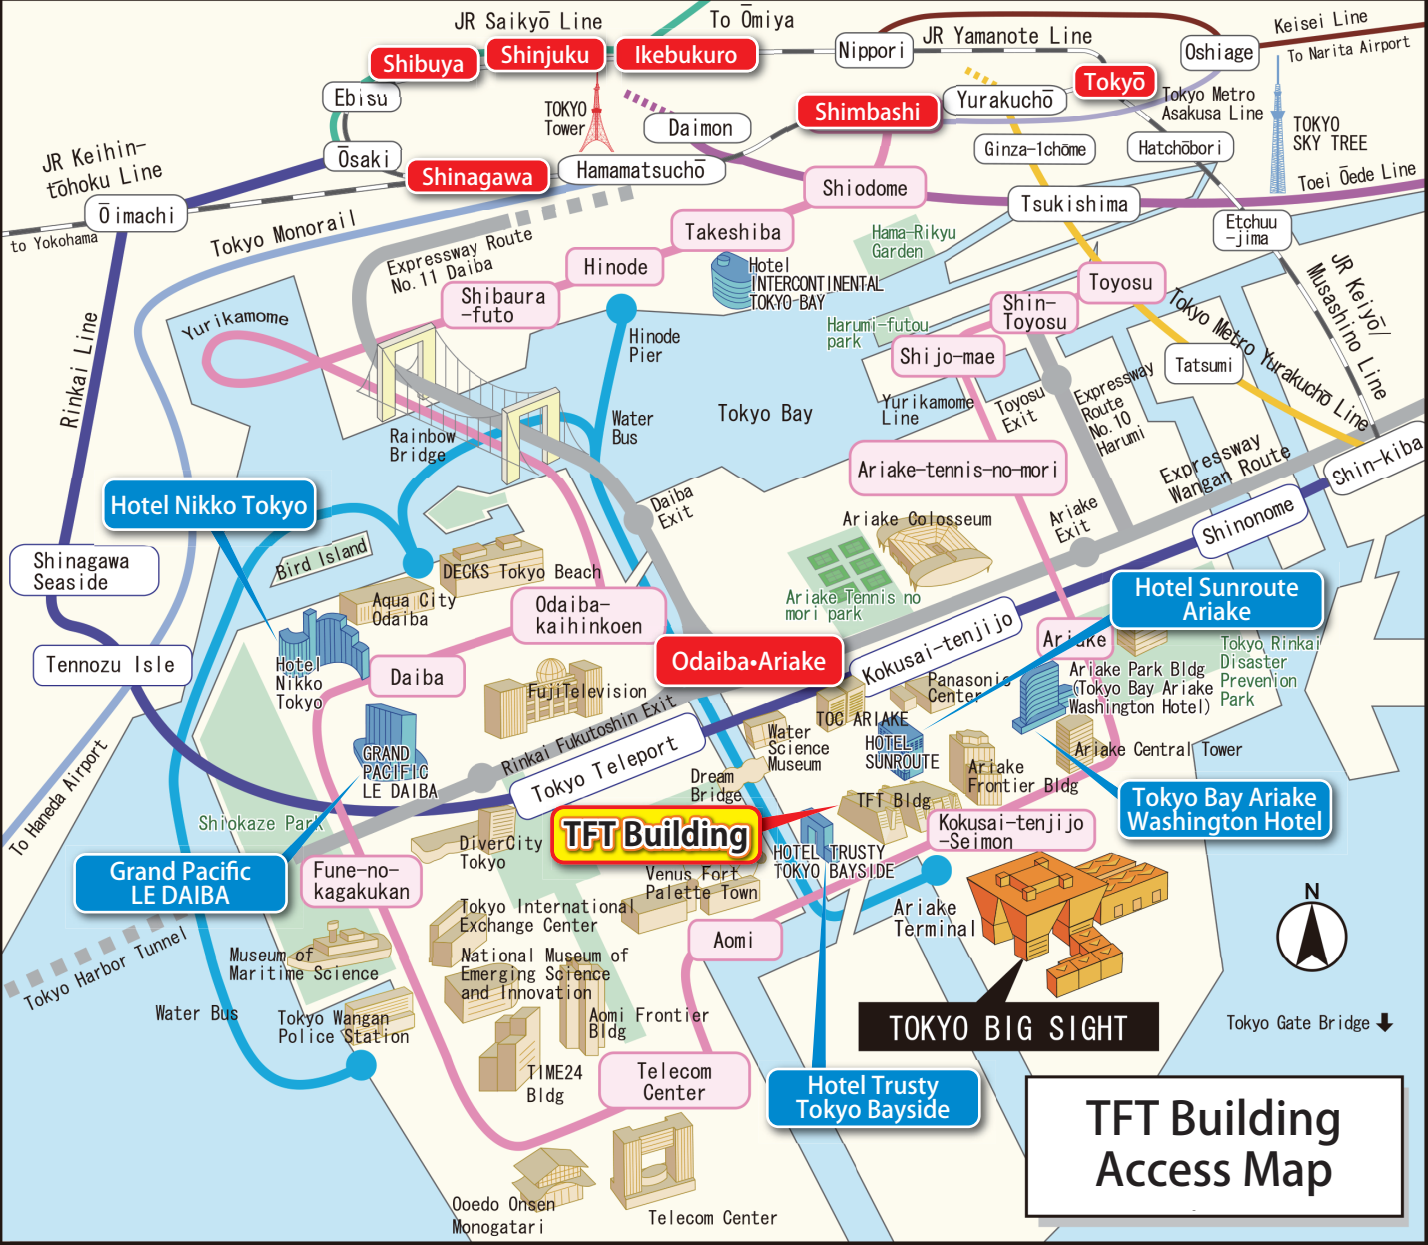 JR Saikyō Line
To Ōmiya
Keisei Line
To Narita Airport
JR Yamanote Line
Nippori
Oshiage
Shibuya
Shinjuku
Ikebukuro
Tokyō
Ebisu
TOKYO
Tower
Daimon
Shimbashi
Yurakuchō
Tokyo Metro
Asakusa Line
TOKYO
SKY TREE
Ginza-1chōme
Hatchōbori
JR Keihin-
tōhoku Line
Ōsaki
Shinagawa
Hamamatsuchō
Shiodome
Tsukishima
Toei Ōede Line
Ōimachi
to Yokohama
Tokyo Monorail
Takeshiba
Etchuu
-jima
Hama-Rikyu
Garden
Expressway Route
No. 11 Daiba
Hinode
Hotel
INTERCONTINENTAL
TOKYO BAY
Toyosu
JR Keiyō/
Musashino Line
Shibaura
-futo
Shin-
Toyosu
Yurikamome
Harumi-futou
park
Tokyo Metro Yurakuchō Line
Rinkai Line
Hinode
Pier
Shijo-mae
Tatsumi
Yurikamome
Line
Toyosu
Exit
Expressway
Route
No. 10
Harumi
Tokyo Bay
Water
Bus
Rainbow
Bridge
Expressway
Wangan Route
Shin-kiba
Ariake-tennis-no-mori
Hotel Nikko Tokyo
Daiba
Exit
Ariake
Exit
Ariake Colosseum
Shinonome
Shinagawa
Seaside
Bird Island
DECKS Tokyo Beach
Aqua City
Odaiba
Odaiba-
kaihinkoen
Ariake Tennis no
mori park
Hotel Sunroute
Ariake
Kokusai-tenjijo
Ariake
Tennozu Isle
Hotel
Nikko
Tokyo
Daiba
Odaiba•Ariake
Tokyo Rinkai
Disaster
Prevenion
Park
FujiTelevision
Panasonic
Center
Ariake Park Bldg
(Tokyo Bay Ariake
Washington Hotel)
Rinkai Fukutoshin Exit
TOC ARIAKE
Water
Science
Museum
HOTEL
SUNROUTE
Ariake Central Tower
GRAND
PACIFIC
LE DAIBA
Tokyo Teleport
Dream
Bridge
Ariake
Frontier Bldg
To Haneda Airport
Tokyo Bay Ariake
Washington Hotel
TFT Bldg
Shiokaze Park
TFT Building
Kokusai-tenjijo
-Seimon
DiverCity
Tokyo
HOTEL TRUSTY
TOKYO BAYSIDE
Grand Pacific
LE DAIBA
Fune-no-
kagakukan
Venus Fort
Palette Town
Tokyo International
Exchange Center
Aomi
Ariake
Terminal
N
Tokyo Harbor Tunnel
Museum of
Maritime Science
National Museum of
Emerging Science
and Innovation
Water Bus
Tokyo Wangan
Police Station
Aomi Frontier
Bldg
TOKYO BIG SIGHT
Tokyo Gate Bridge
TIME24
Bldg
Telecom
Center
Hotel Trusty
Tokyo Bayside
TFT Building
Access Map
Ooedo Onsen
Monogatari
Telecom Center